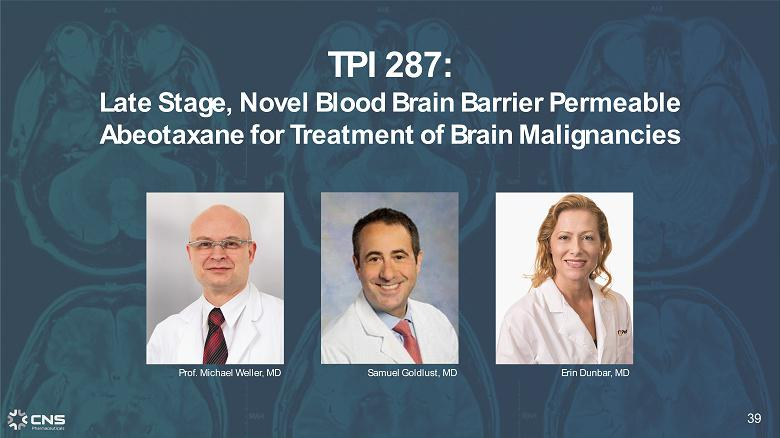 TPI 287:
Late Stage, Novel Blood Brain Barrier Permeable
Abeotaxane for Treatment of Brain Malignancies
Prof. Michael Weller, MD
Samuel Goldlust, MD
Erin Dunbar, MD
CNS
Pharmaceuticals
39